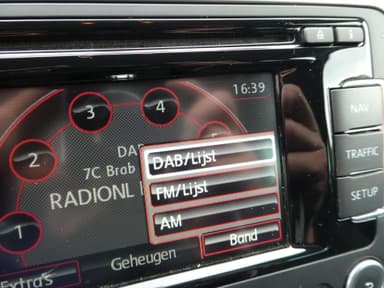 16:39
3
4
2
DAB/Lijst
7C Brab
FM/Lijst
RADIONL
AM
1
Band
Geheugen
Extra's
NAV
TRAFFIC
SETUP